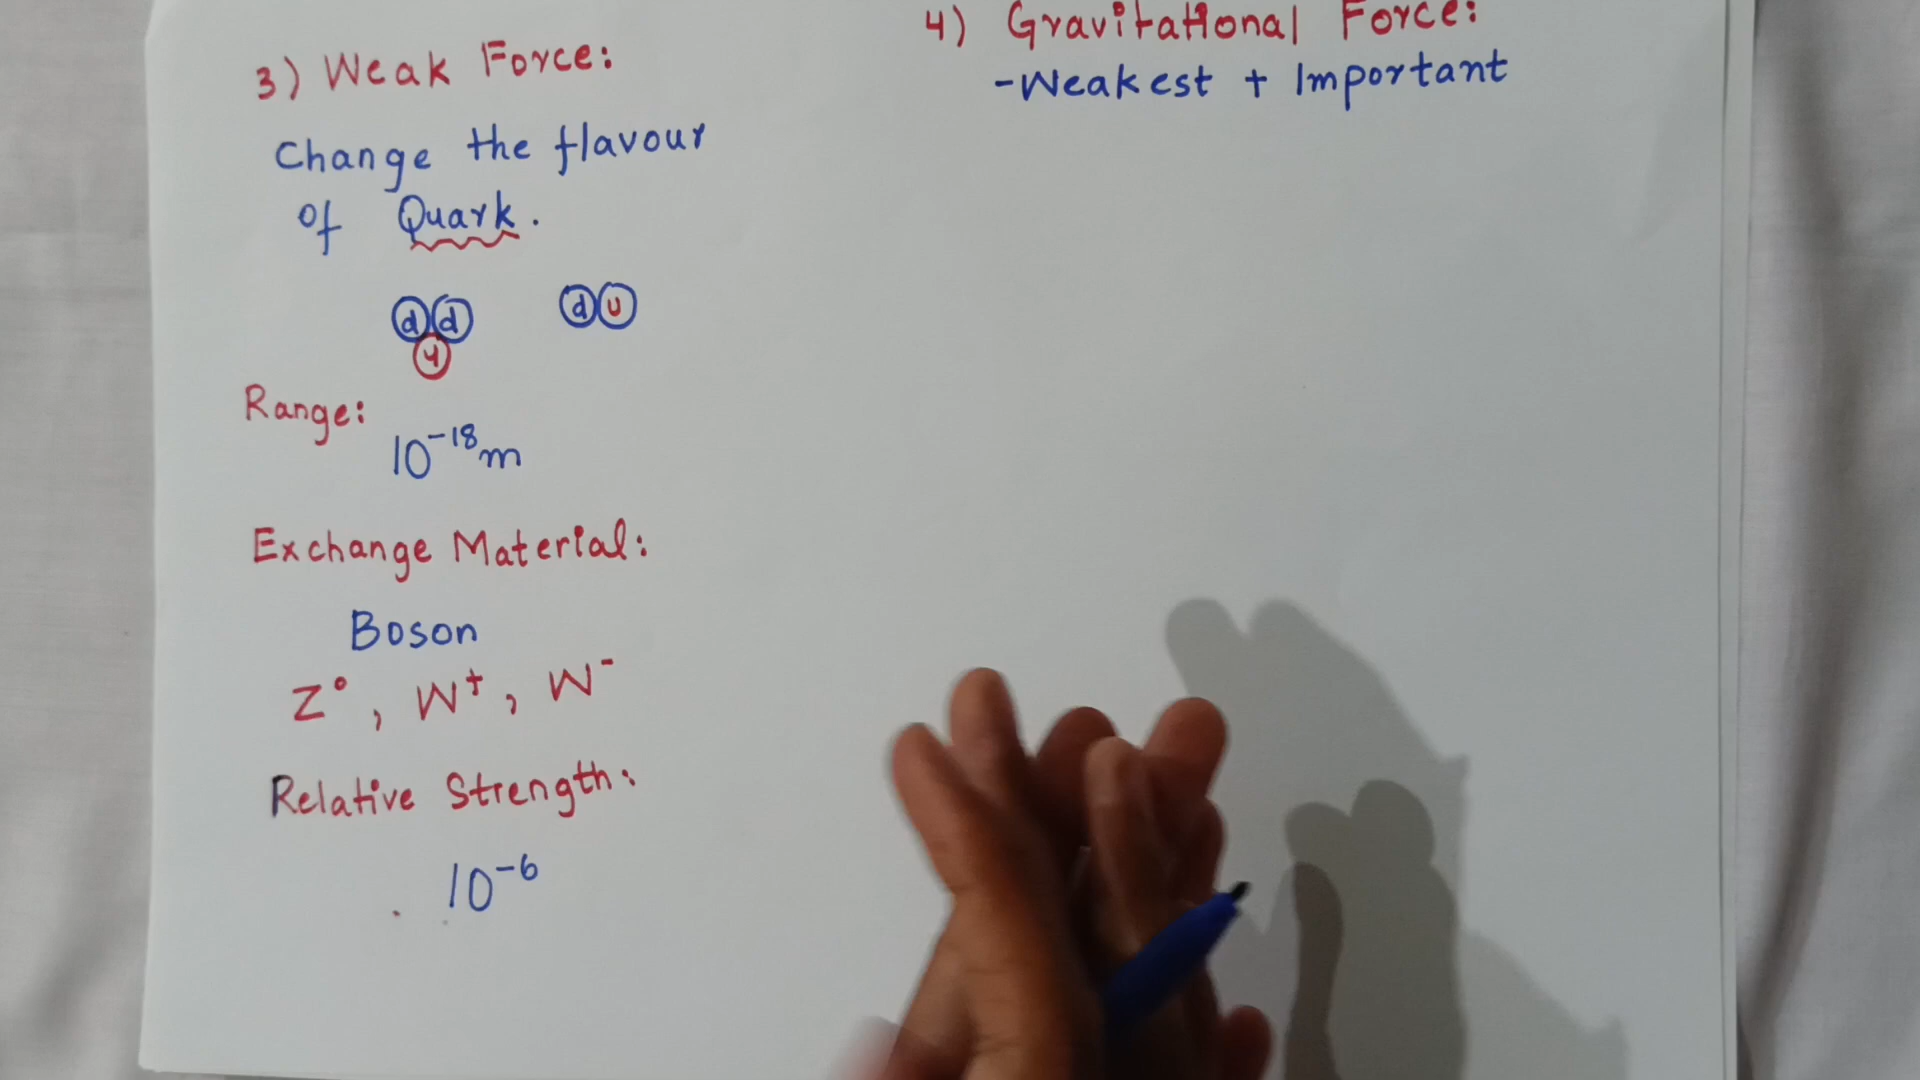 3) Weak Force:
Change the flavour
of Quark.
d d d u
u
Range:
10⁻¹⁸m
Exchange Material:
Boson
Z°, W⁺, W⁻
Relative Strength:
10⁻⁶
4) Gravitational Force:
-Weakest + Important